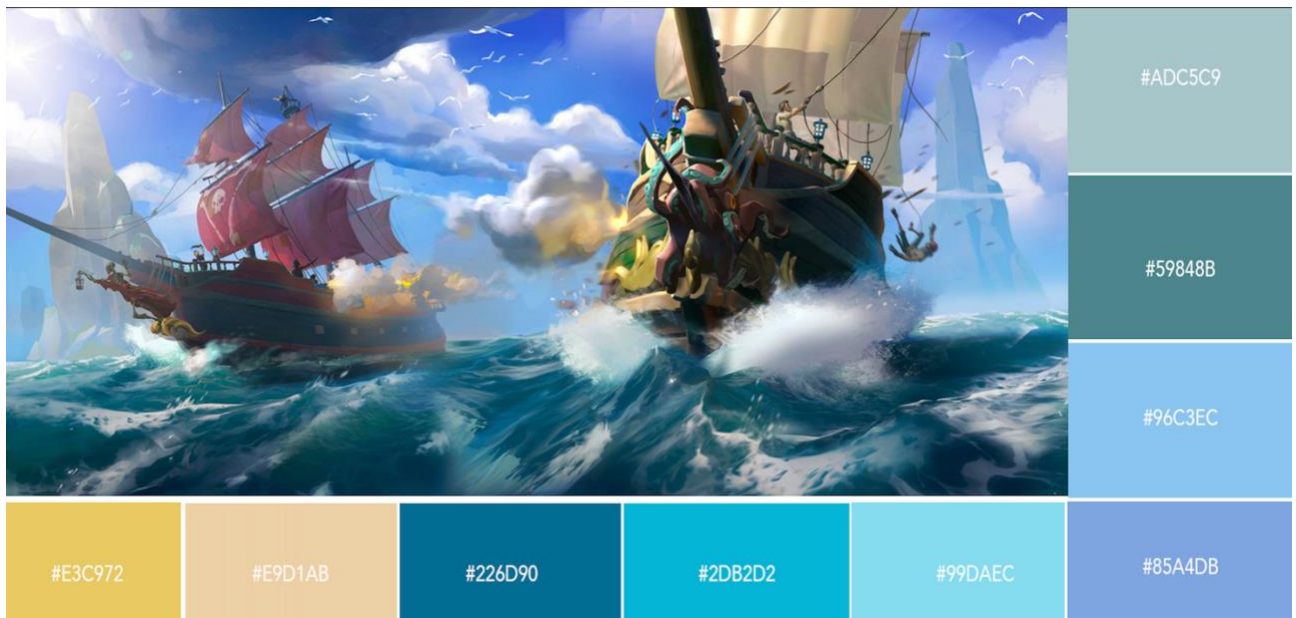 #ADC5C9
#59848B
#96C3EC
#E3C972
#E9D1AB
#226D90
#2DB2D2
#99DAEC
#85A4DB